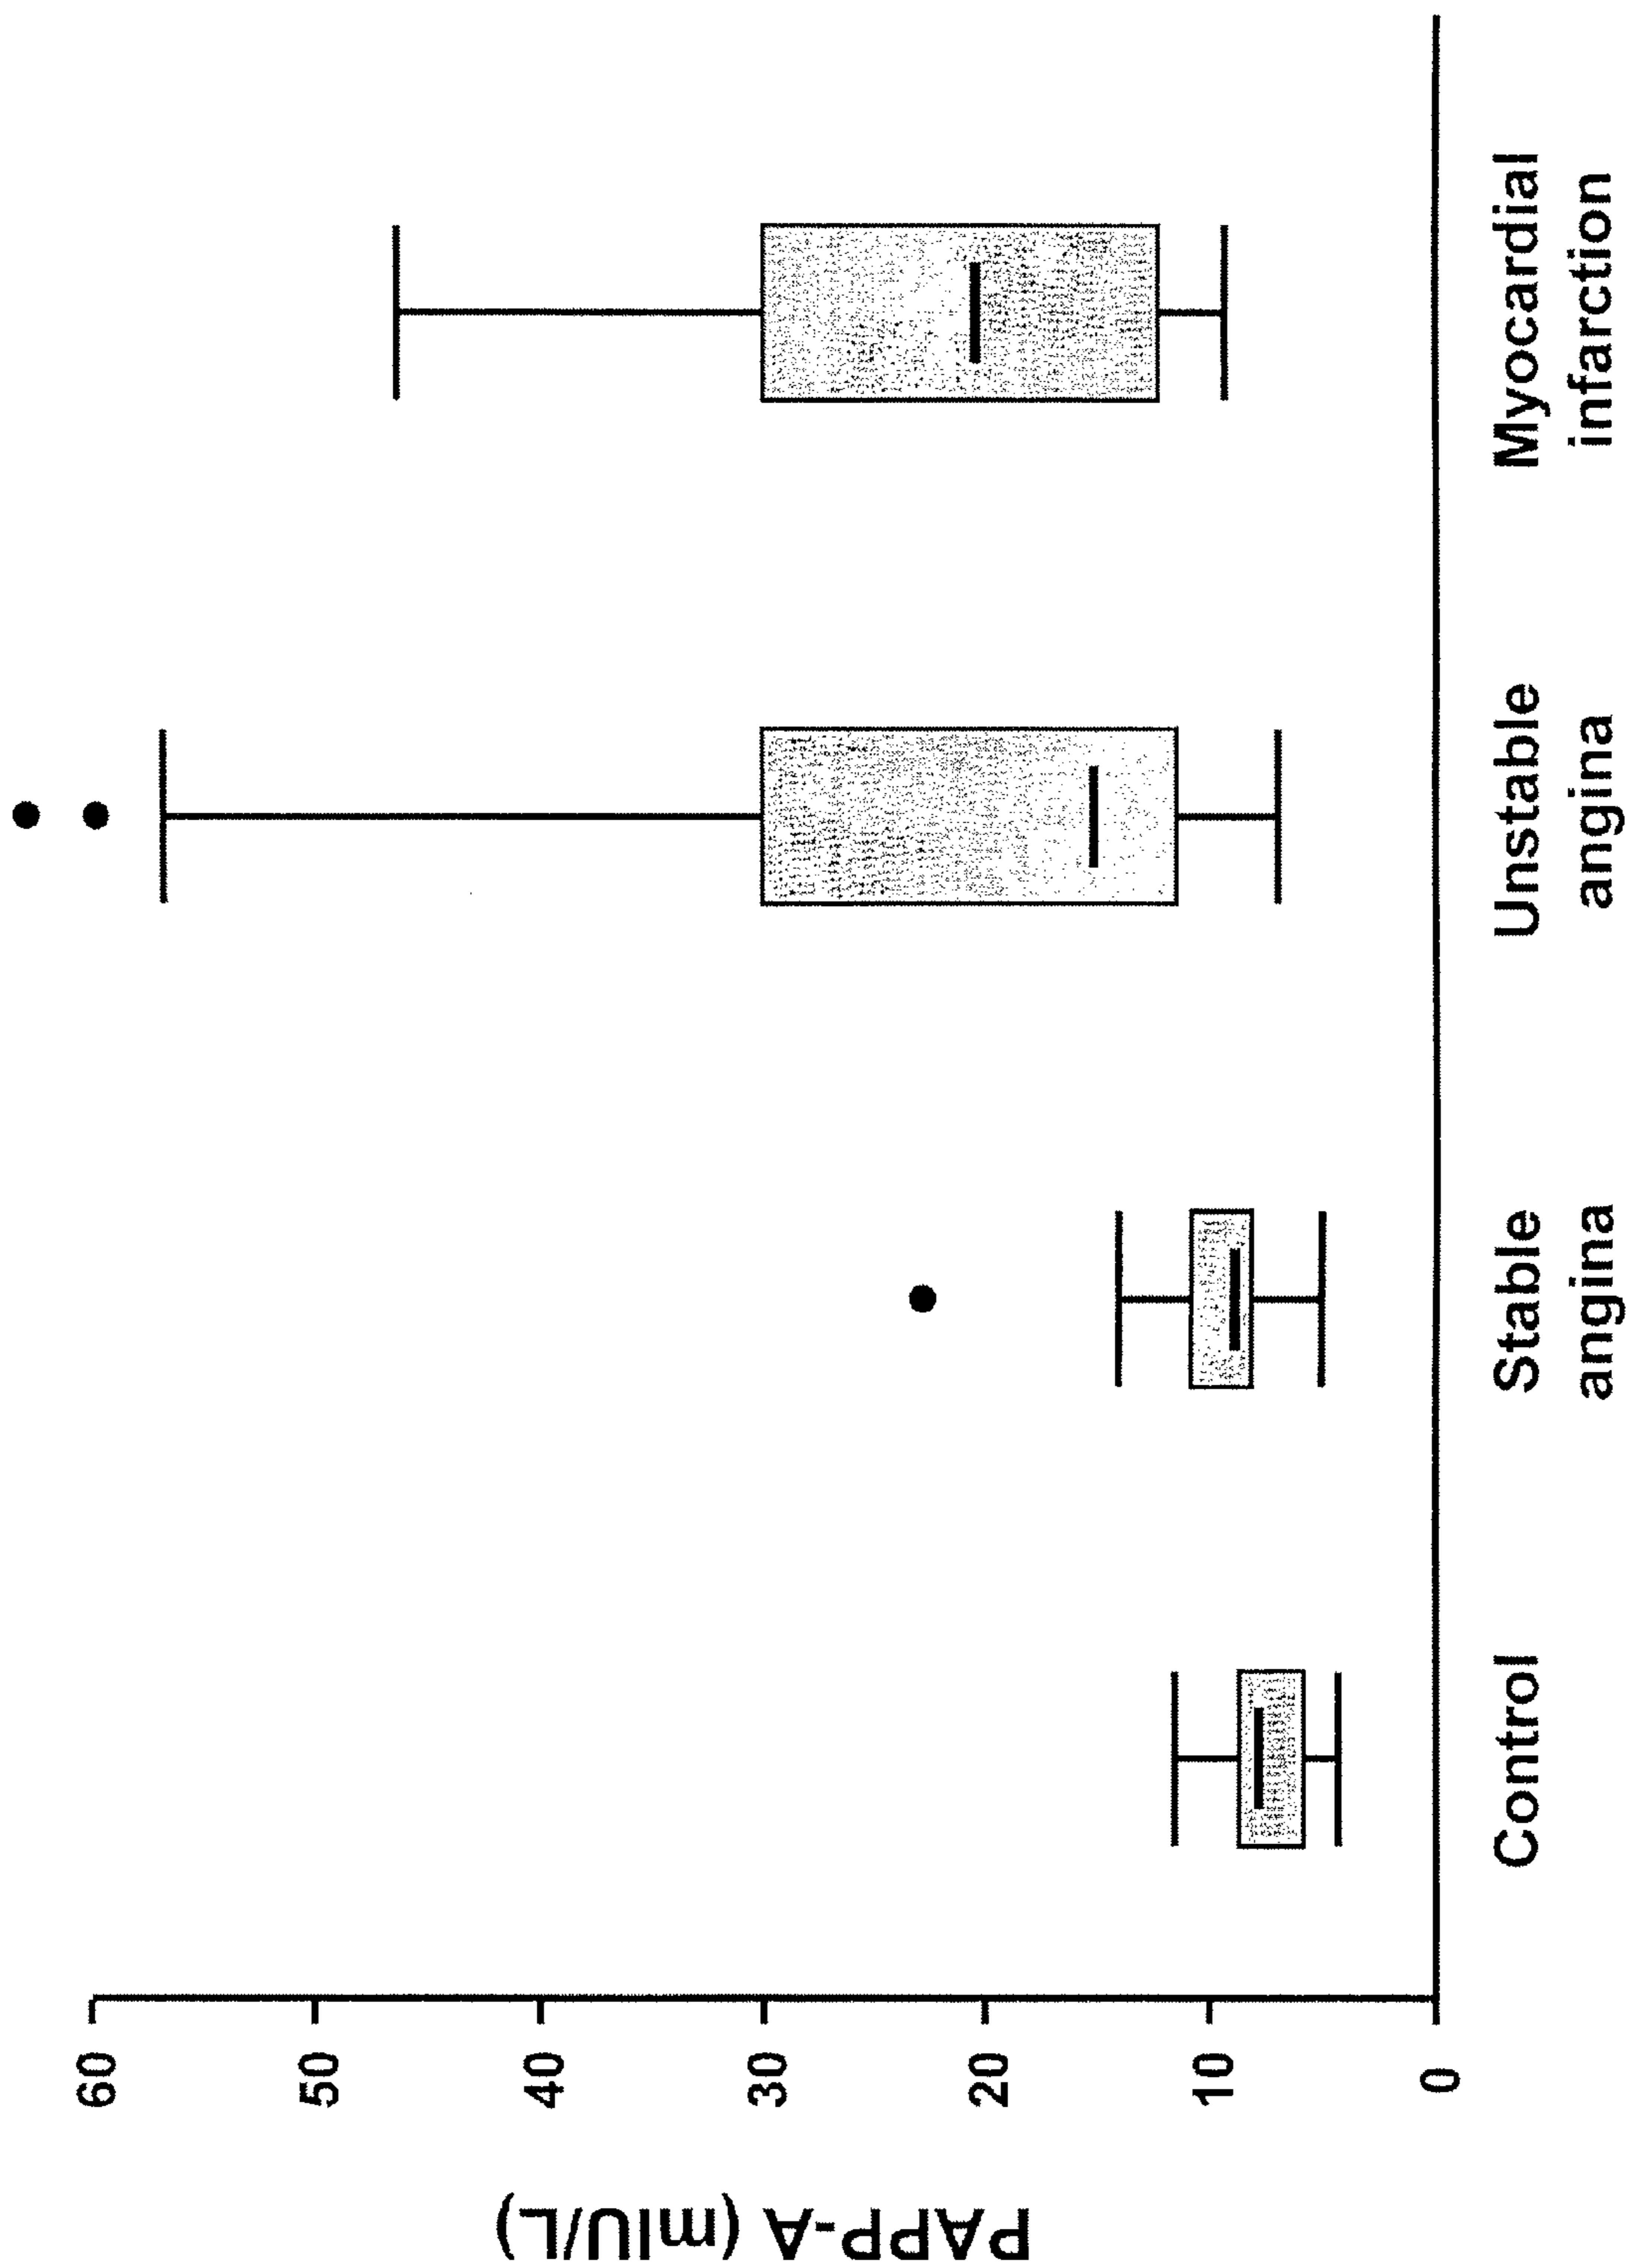 PAPP-A (mIU/L)
60
50
40
30
20
10
0
Control
Stable
angina
Unstable
angina
Myocardial
infarction